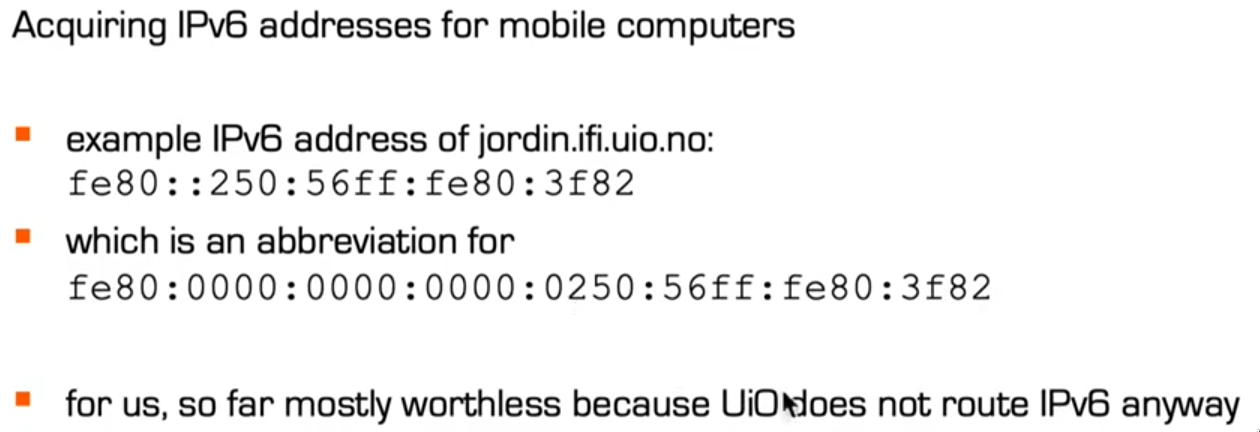 Acquiring IPv6 addresses for mobile computers
example IPv6 address of jordin.ifi.uio.no:
fe80::250:56ff:fe80:3f82
which is an abbreviation for
fe80:0000:0000:0000:0250:56ff:fe80:3f82
for us, so far mostly worthless because UiO does not route IPv6 anyway